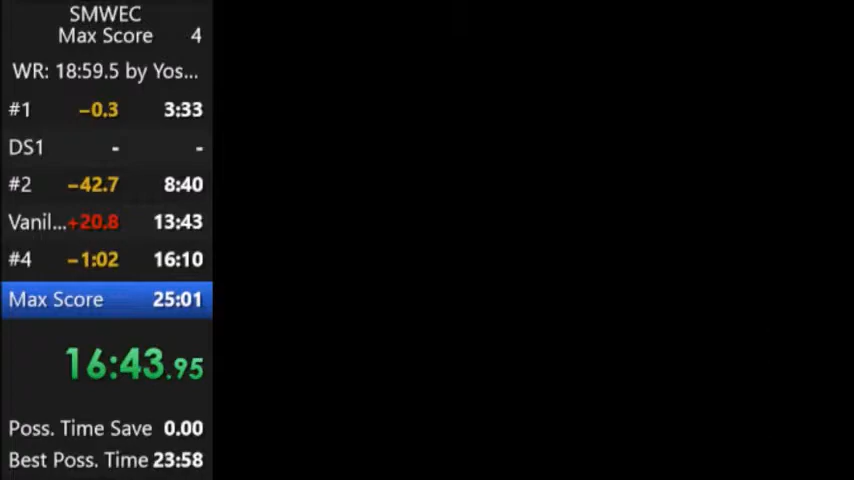 SMWEC
Max Score 4
WR: 18:59.5 by Yos...
#1 −0.3 3:33
DS1 - -
#2 −42.7 8:40
Vanil... +20.8 13:43
#4 −1:02 16:10
Max Score 25:01
16:43.95
Poss. Time Save 0.00
Best Poss. Time 23:58